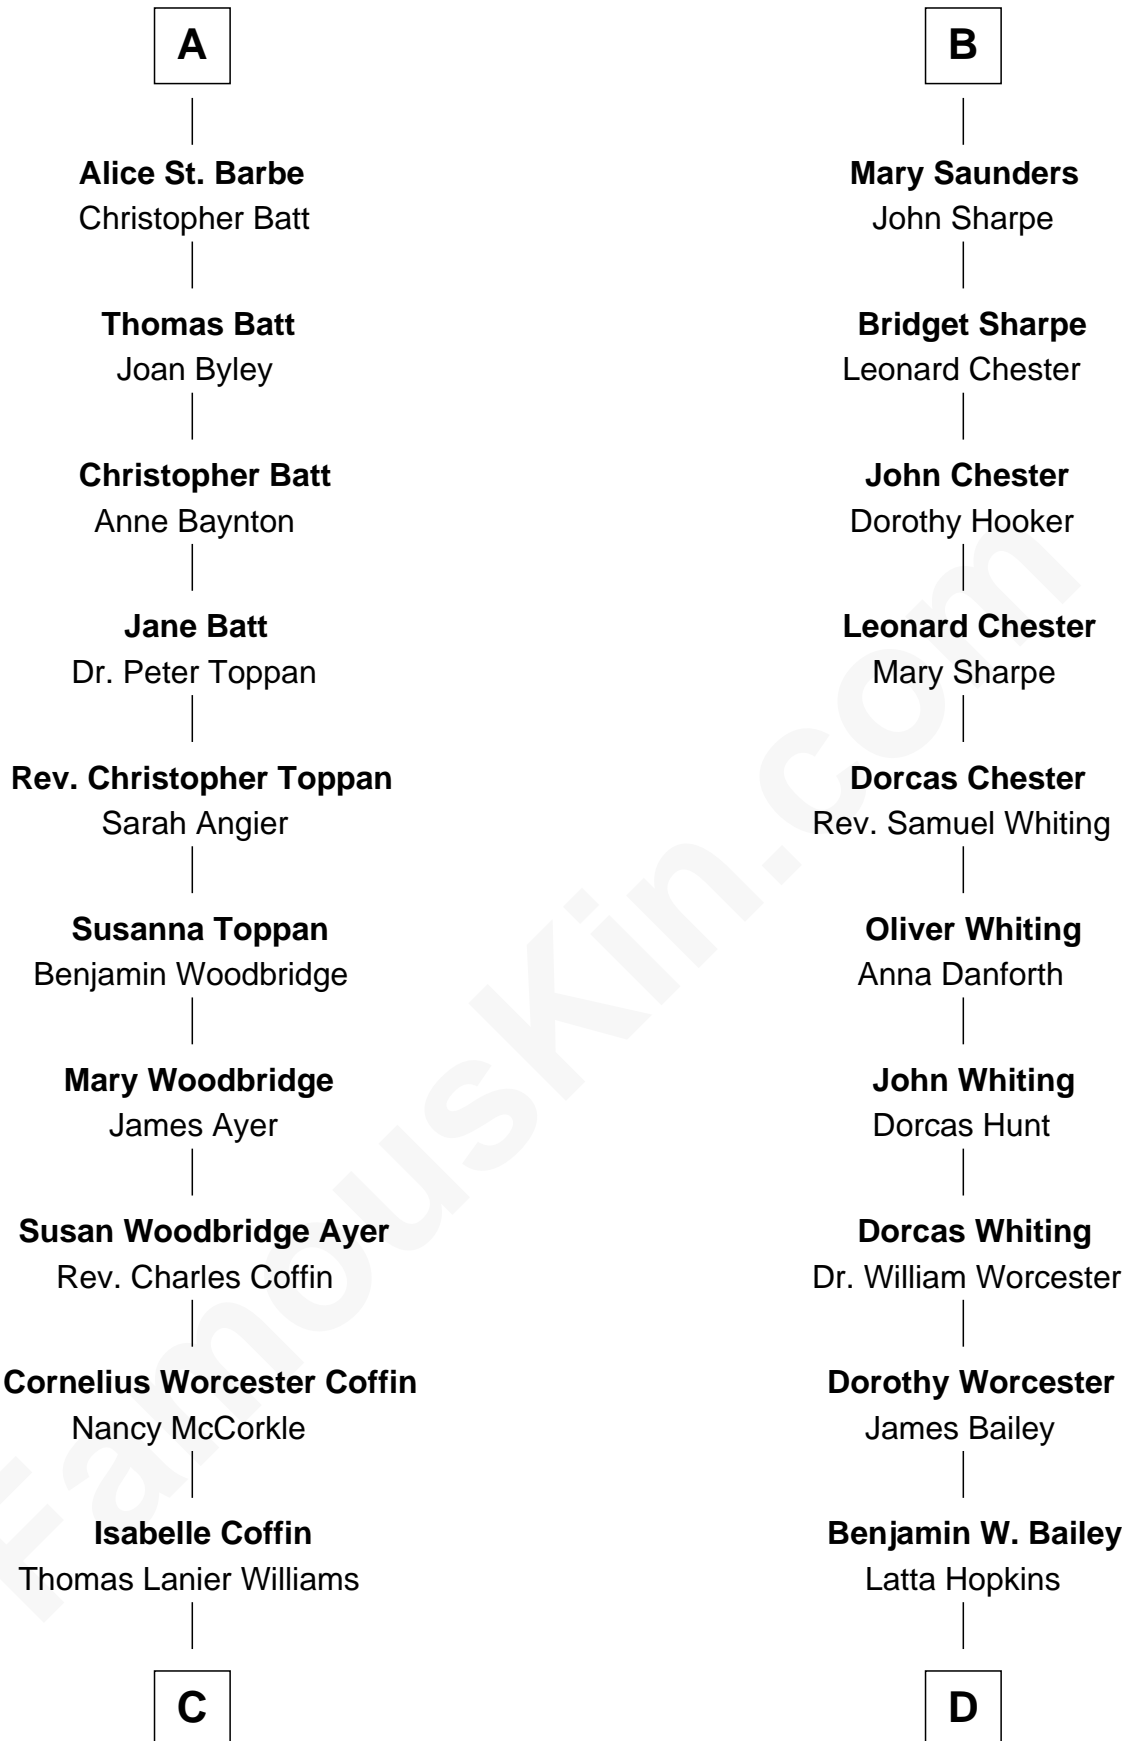 A
Alice St. Barbe
Christopher Batt
Thomas Batt
Joan Byley
Christopher Batt
Anne Baynton
Jane Batt
Dr. Peter Toppan
Rev. Christopher Toppan
Sarah Angier
Susanna Toppan
Benjamin Woodbridge
Mary Woodbridge
James Ayer
Susan Woodbridge Ayer
Rev. Charles Coffin
Cornelius Worcester Coffin
Nancy McCorkle
Isabelle Coffin
Thomas Lanier Williams
C
B
Mary Saunders
John Sharpe
Bridget Sharpe
Leonard Chester
John Chester
Dorothy Hooker
Leonard Chester
Mary Sharpe
Dorcas Chester
Rev. Samuel Whiting
Oliver Whiting
Anna Danforth
John Whiting
Dorcas Hunt
Dorcas Whiting
Dr. William Worcester
Dorothy Worcester
James Bailey
Benjamin W. Bailey
Latta Hopkins
D
FamousKin.com